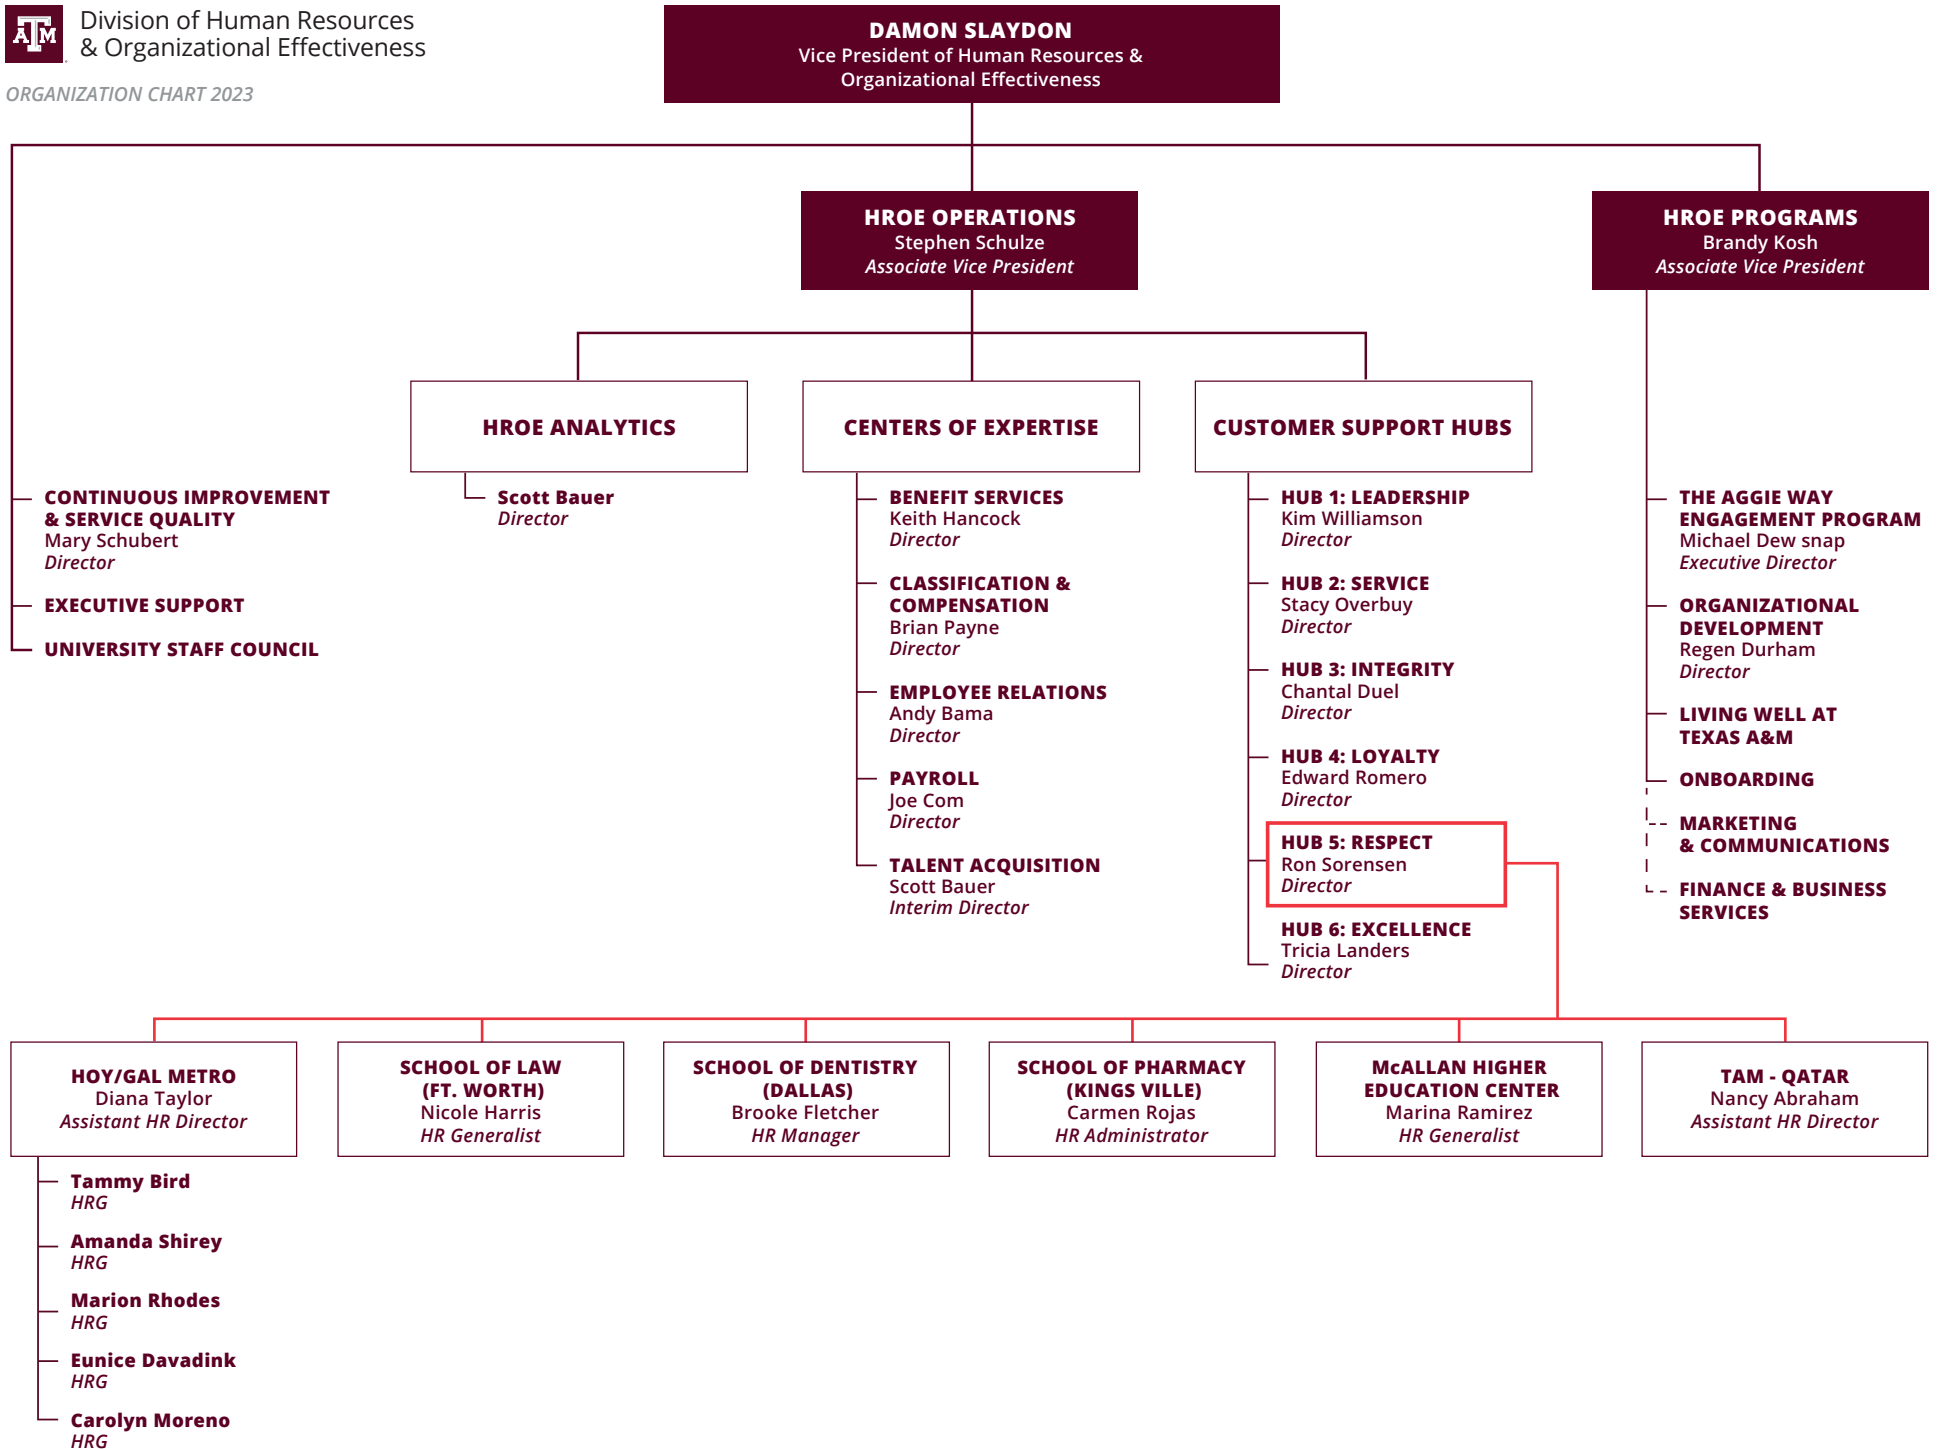 ATM
Division of Human Resources
& Organizational Effectiveness
ORGANIZATION CHART 2023
DAMON SLAYDON
Vice President of Human Resources &
Organizational Effectiveness
HROE OPERATIONS
Stephen Schulze
Associate Vice President
HROE PROGRAMS
Brandy Kosh
Associate Vice President
HROE ANALYTICS
CENTERS OF EXPERTISE
CUSTOMER SUPPORT HUBS
CONTINUOUS IMPROVEMENT
& SERVICE QUALITY
Mary Schubert
Director
EXECUTIVE SUPPORT
UNIVERSITY STAFF COUNCIL
Scott Bauer
Director
BENEFIT SERVICES
Keith Hancock
Director
CLASSIFICATION &
COMPENSATION
Brian Payne
Director
EMPLOYEE RELATIONS
Andy Bama
Director
PAYROLL
Joe Com
Director
TALENT ACQUISITION
Scott Bauer
Interim Director
HUB 1: LEADERSHIP
Kim Williamson
Director
HUB 2: SERVICE
Stacy Overbuy
Director
HUB 3: INTEGRITY
Chantal Duel
Director
HUB 4: LOYALTY
Edward Romero
Director
HUB 5: RESPECT
Ron Sorensen
Director
HUB 6: EXCELLENCE
Tricia Landers
Director
THE AGGIE WAY
ENGAGEMENT PROGRAM
Michael Dew snap
Executive Director
ORGANIZATIONAL
DEVELOPMENT
Regen Durham
Director
LIVING WELL AT
TEXAS A&M
ONBOARDING
MARKETING
& COMMUNICATIONS
FINANCE & BUSINESS
SERVICES
HOY/GAL METRO
Diana Taylor
Assistant HR Director
SCHOOL OF LAW
(FT. WORTH)
Nicole Harris
HR Generalist
SCHOOL OF DENTISTRY
(DALLAS)
Brooke Fletcher
HR Manager
SCHOOL OF PHARMACY
(KINGS VILLE)
Carmen Rojas
HR Administrator
McALLAN HIGHER
EDUCATION CENTER
Marina Ramirez
HR Generalist
TAM - QATAR
Nancy Abraham
Assistant HR Director
Tammy Bird
HRG
Amanda Shirey
HRG
Marion Rhodes
HRG
Eunice Davadink
HRG
Carolyn Moreno
HRG